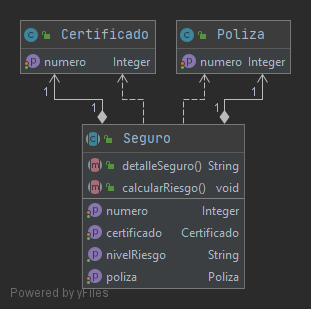 Certificado
numero Integer
Poliza
numero Integer
1
1
1
1
Seguro
detalleSeguro() String
calcularRiesgo() void
numero Integer
certificado Certificado
nivelRiesgo String
poliza Poliza
Powered by yFiles